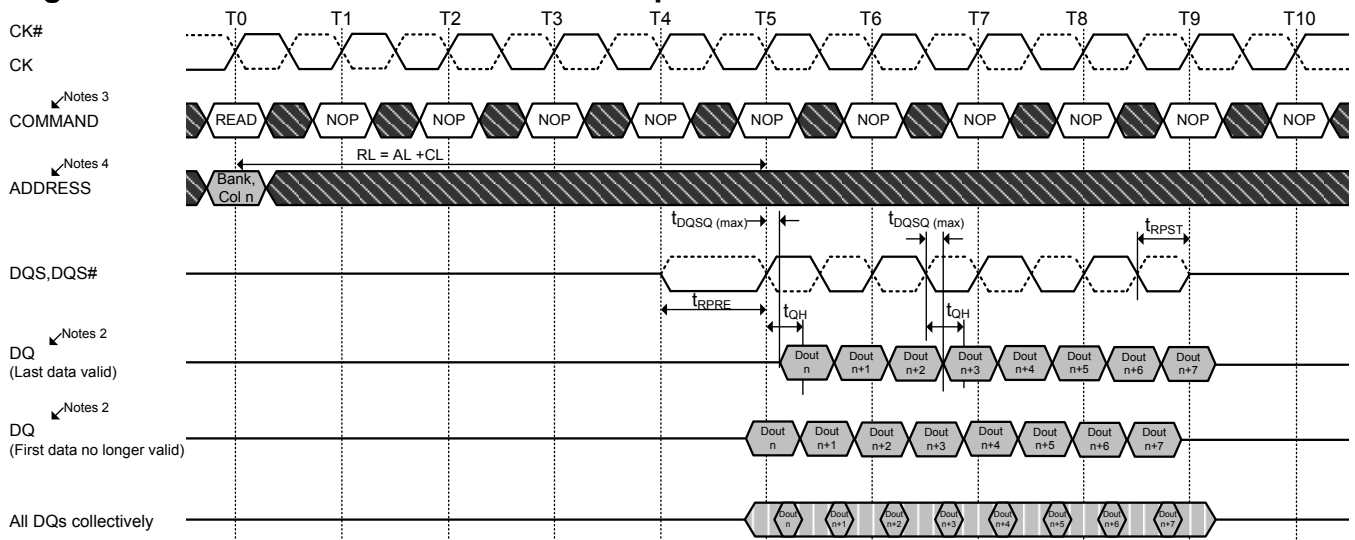 T0 T1 T2 T3 T4 T5 T6 T7 T8 T9 T10
CK#
CK
Notes 3
COMMAND
READ NOP NOP NOP NOP NOP NOP NOP NOP NOP NOP
RL = AL +CL
Notes 4
ADDRESS
Bank,
Col n
tDQSQ (max) tDQSQ (max) tRPST
DQS,DQS#
tRPRE tQH tQH
Notes 2
DQ
(Last data valid)
Dout n Dout n+1 Dout n+2 Dout n+3 Dout n+4 Dout n+5 Dout n+6 Dout n+7
Notes 2
DQ
(First data no longer valid)
Dout n Dout n+1 Dout n+2 Dout n+3 Dout n+4 Dout n+5 Dout n+6 Dout n+7
All DQs collectively
Dout n Dout n+1 Dout n+2 Dout n+3 Dout n+4 Dout n+5 Dout n+6 Dout n+7